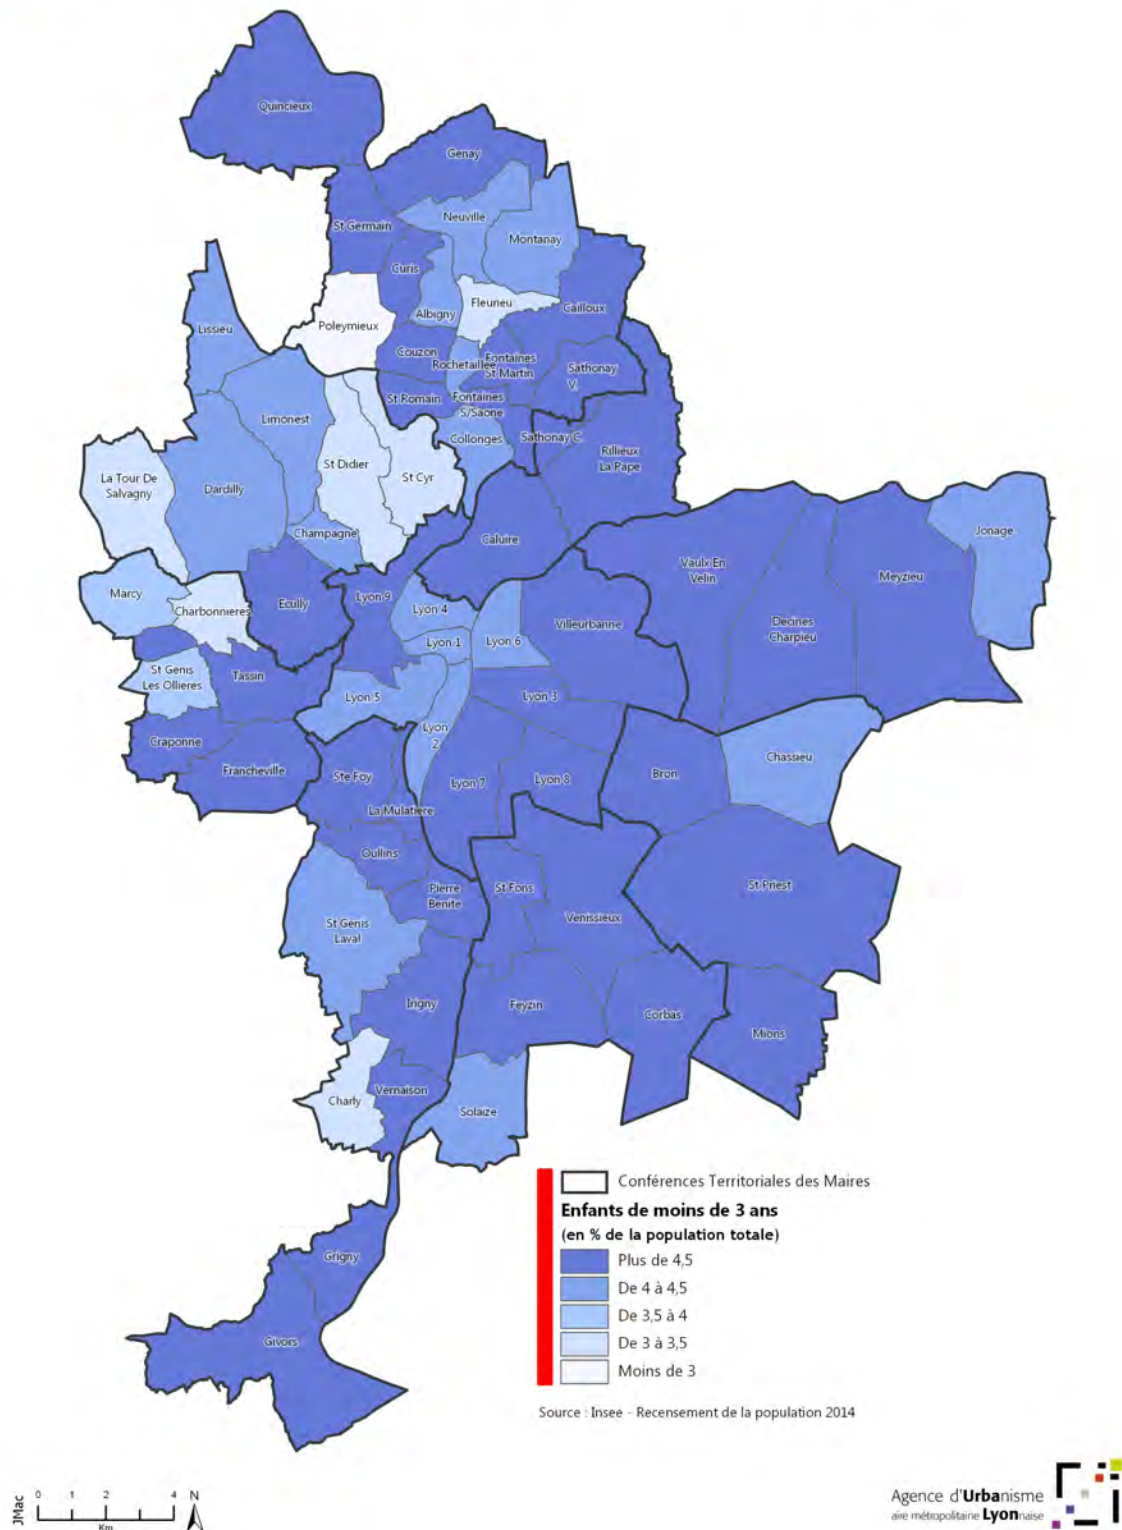 Quincieux
Genay
St Germain
Neuville
Montanay
Curis
Fleurieu
Cailloux
Albigny
Lissieu
Poleymieux
Couzon
Rochetaillée
Fontaines
St Martin
Sathonay
V.
St Romain
Fontaines
S/Saône
Limonest
Collonges
Sathonay C.
Rillieux
La Pape
St Didier
St Cyr
La Tour De
Salvagny
Dardilly
Champagne
Caluire
Jonage
Vaulx En
Velin
Meyzieu
Marcy
Charbonnieres
Ecully
Lyon 9
Lyon 4
Lyon 1
Lyon 6
Villeurbanne
Decines
Charpieu
St Genis
Les Ollieres
Tassin
Lyon 5
Lyon 3
Lyon
2
Craponne
Francheville
Ste Foy
La Mulatiere
Lyon 7
Lyon 8
Bron
Chassieu
Oullins
Pierre
Benite
St Fons
Venissieux
St Priest
St Genis
Laval
Irigny
Feyzin
Corbas
Mions
Charly
Vernaison
Solaize
Grigny
Givors
Conférences Territoriales des Maires
Enfants de moins de 3 ans
(en % de la population totale)
Plus de 4,5
De 4 à 4,5
De 3,5 à 4
De 3 à 3,5
Moins de 3
Source : Insee - Recensement de la population 2014
JMac
0 1 2 4
Km
N
Agence d'Urbanisme
aire métropolitaine Lyonnaise